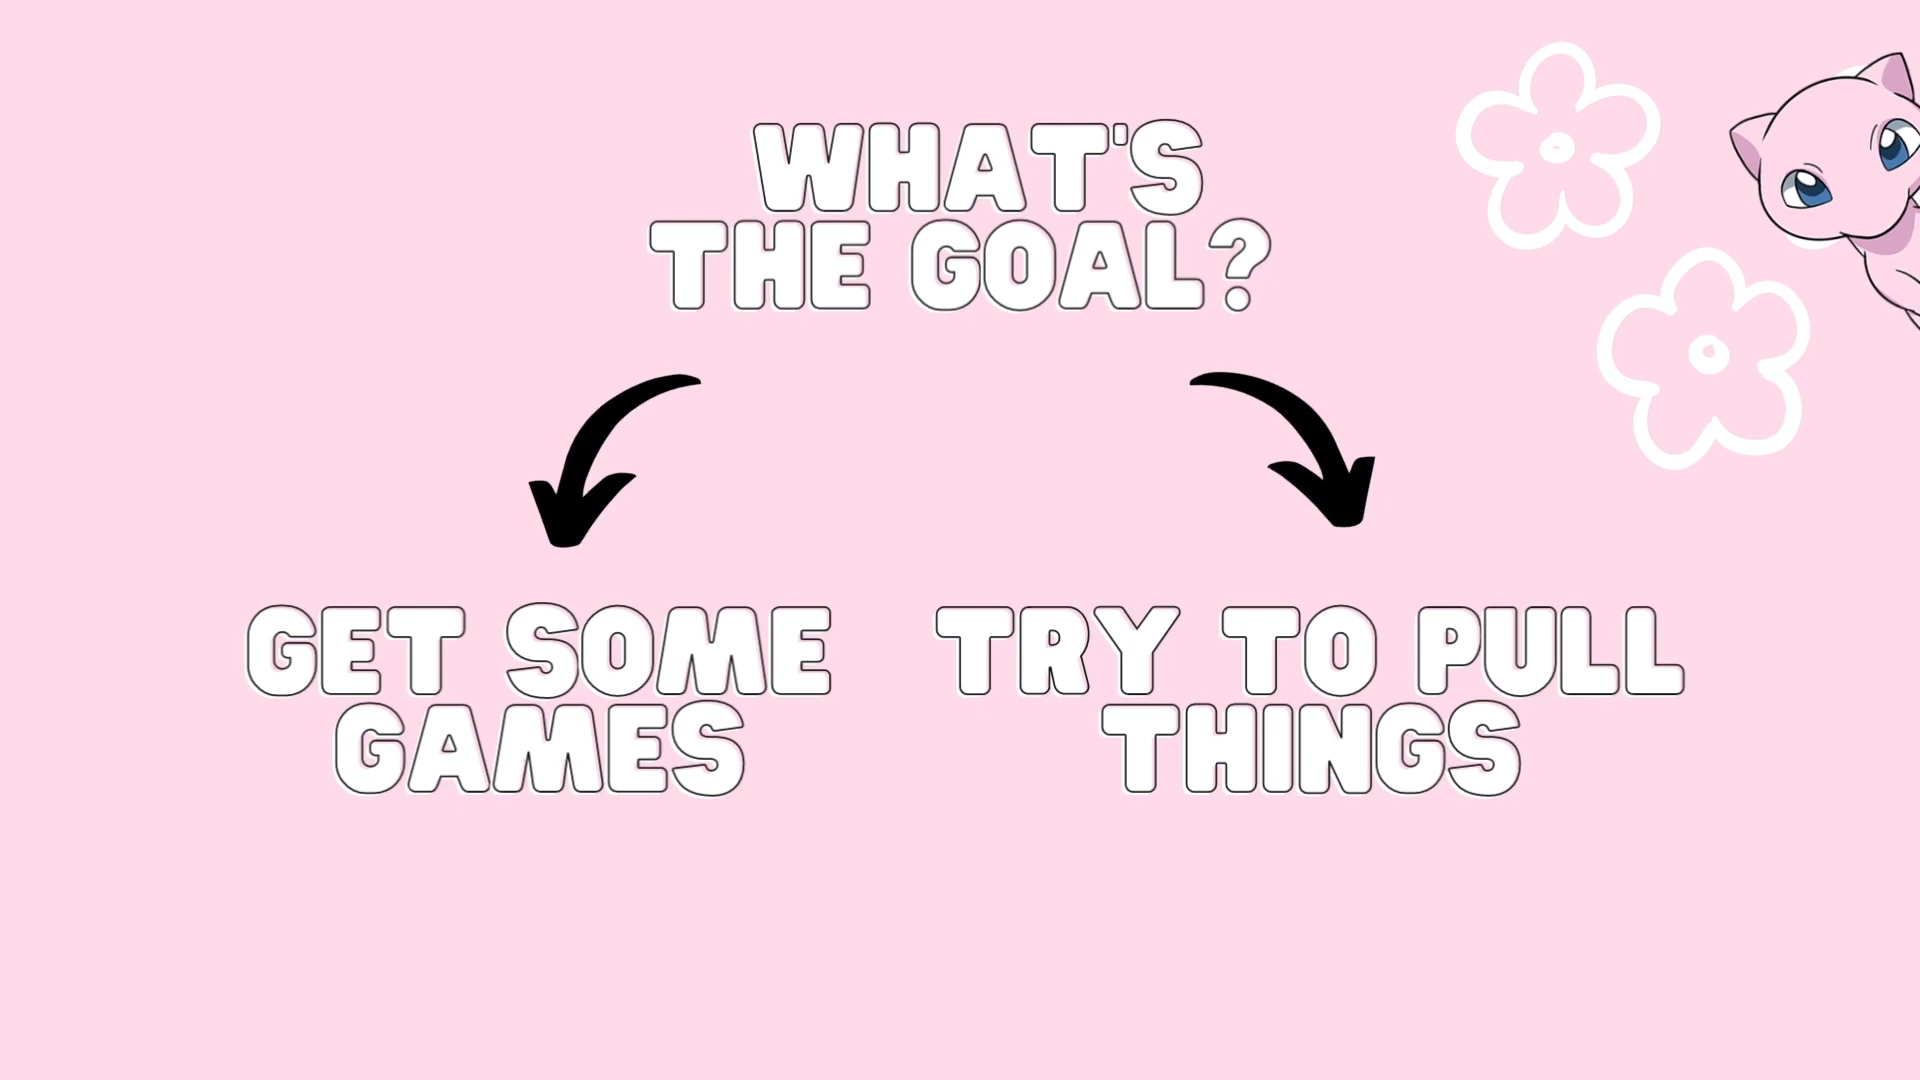 WHAT'S
THE GOAL?
GET SOME
GAMES
TRY TO PULL
THINGS